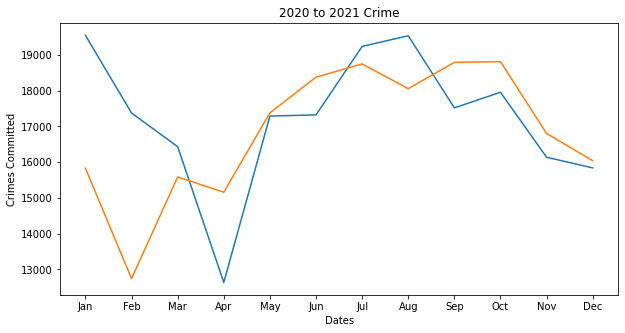 2020 to 2021 Crime
Crimes Committed
19000
18000
17000
16000
15000
14000
13000
Jan Feb Mar Apr May Jun Jul Aug Sep Oct Nov Dec
Dates